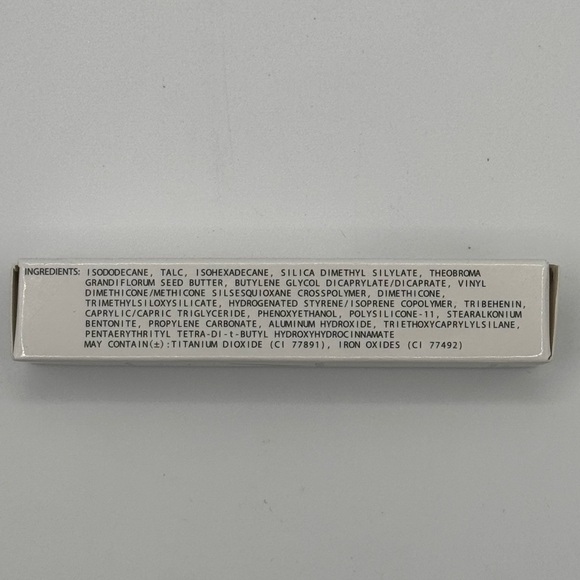 INGREDIENTS: ISODODECANE, TALC, ISOHEXADECANE, SILICA DIMETHYL SILYLATE, THEOBROMA
GRANDIFLORUM SEED BUTTER, BUTYLENE GLYCOL DICAPRYLATE/DICAPRATE, VINYL
DIMETHICONE/METHICONE SILSESQUIOXANE CROSSPOLYMER, DIMETHICONE,
TRIMETHYLSILOXYSILICATE, HYDROGENATED STYRENE/ISOPRENE COPOLYMER, TRIBEHENIN,
CAPRYLIC/CAPRIC TRIGLYCERIDE, PHENOXYETHANOL, POLYSILICONE-11, STEARALKONIUM
BENTONITE, PROPYLENE CARBONATE, ALUMINUM HYDROXIDE, TRIETHOXYCAPRYLYLSILANE,
PENTAERYTHRITYL TETRA-DI-t-BUTYL HYDROXYHYDROCINNAMATE
MAY CONTAIN(±):TITANIUM DIOXIDE (CI 77891), IRON OXIDES (CI 77492)